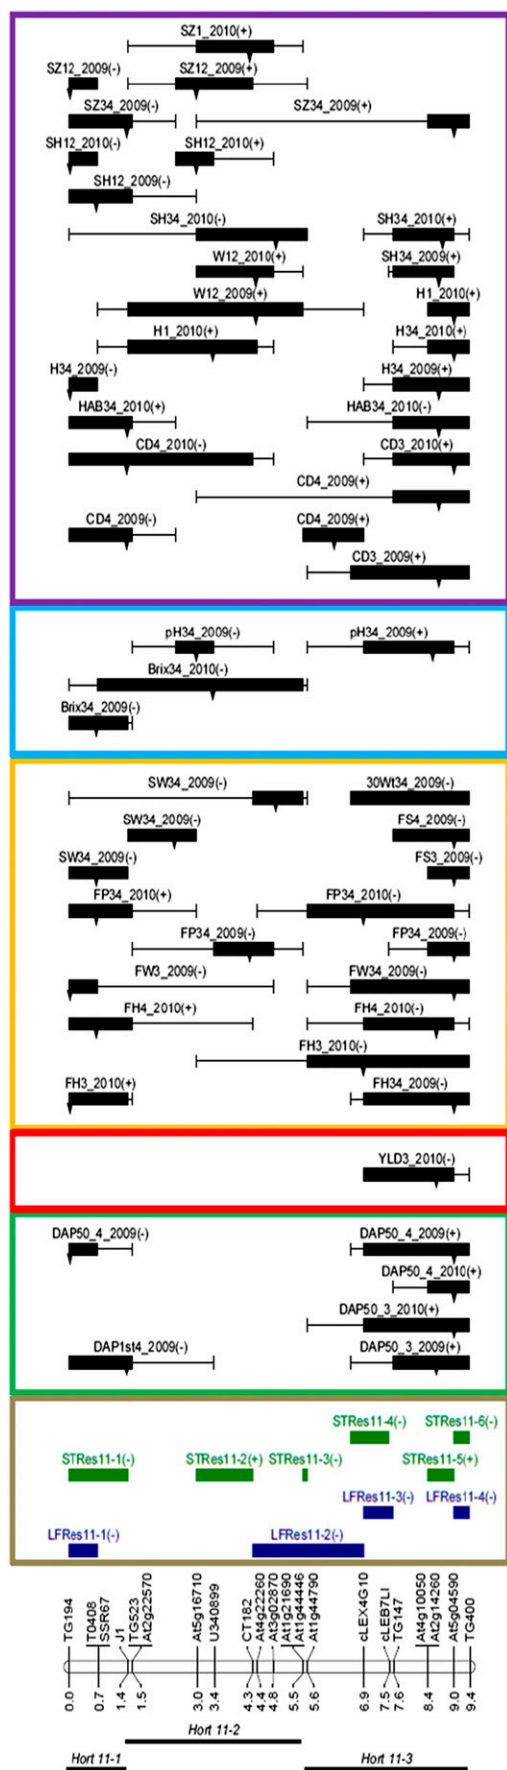 SZ1_2010(+)
SZ12_2009(-) SZ12_2009(+)
SZ34_2009(-) SZ34_2009(+)
SH12_2010(-) SH12_2010(+)
SH12_2009(-)
SH34_2010(-) SH34_2010(+)
W12_2010(+) SH34_2009(+)
W12_2009(+) H1_2010(+)
H1_2010(+) H34_2010(+)
H34_2009(-) H34_2009(+)
HAB34_2010(+) HAB34_2010(-)
CD4_2010(-) CD3_2010(+)
CD4_2009(+)
CD4_2009(-) CD4_2009(+)
CD3_2009(+)
pH34_2009(-) pH34_2009(+)
Brix34_2010(-)
Brix34_2009(-)
SW34_2009(-) 30Wt34_2009(-)
SW34_2009(-) FS4_2009(-)
SW34_2009(-) FS3_2009(-)
FP34_2010(+) FP34_2010(-)
FP34_2009(-) FP34_2009(-)
FW3_2009(-) FW34_2009(-)
FH4_2010(+) FH4_2010(-)
FH3_2010(-)
FH3_2010(+) FH34_2009(-)
YLD3_2010(-)
DAP50_4_2009(-) DAP50_4_2009(+)
DAP50_4_2010(+)
DAP50_3_2010(+)
DAP1st4_2009(-) DAP50_3_2009(+)
STRes11-4(-) STRes11-6(-)
STRes11-1(-) STRes11-2(+) STRes11-3(-) STRes11-5(+)
LFRes11-3(-) LFRes11-4(-)
LFRes11-1(-) LFRes11-2(-)
TG194 T0408 SSR67 J1 TG523 At2g22570 At5g16710 U340899 CT182 At4g22260 At3g02870 At1g21690 At1g44446 At1g44790 cLEX4G10 cLEB7LI TG147 At4g10050 At2g14260 At5g04590 TG400
0.0 0.7 1.4 1.5 3.0 3.4 4.3 4.4 4.8 5.5 5.6 6.9 7.5 7.6 8.4 9.0 9.4
Hort 11-2
Hort 11-1 Hort 11-3